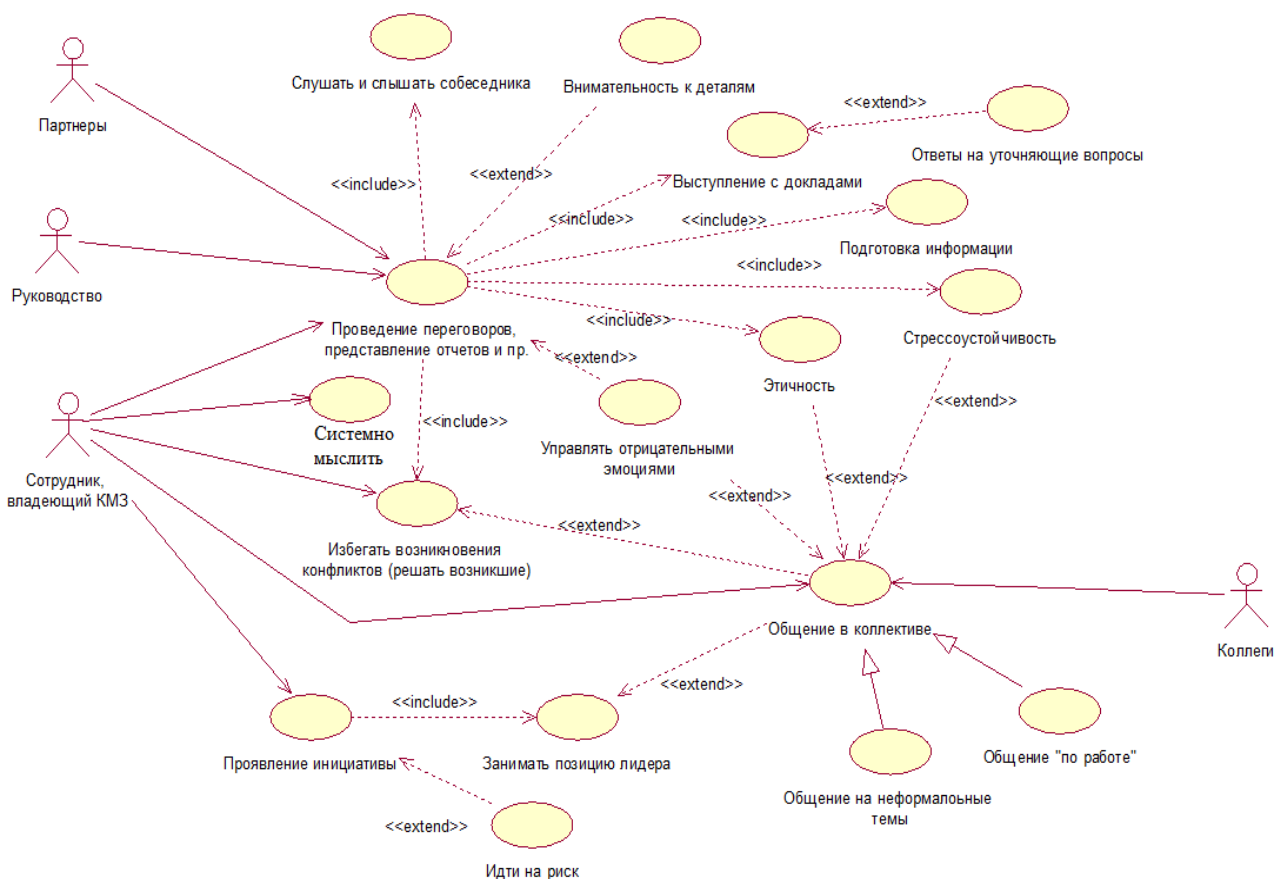 Слушать и слышать собеседника
Внимательность к деталям
Партнеры
<<extend>>
Ответы на уточняющие вопросы
Выступление с докладами
<<include>>
<<extend>>
<<include>>
<<include>>
Подготовка информации
<<include>>
Руководство
<<include>>
Проведение переговоров,
представление отчетов и пр.
Стрессоустойчивость
<<extend>>
Этичность
<<extend>>
<<include>>
Системно
мыслить
Управлять отрицательными
эмоциями
Сотрудник,
владеющий КМЗ
<<extend>>
<<extend>>
<<extend>>
Избегать возникновения
конфликтов (решать возникшие)
Общение в коллективе
Коллеги
<<extend>>
<<include>>
Проявление инициативы
Занимать позицию лидера
Общение "по работе"
Общение на неформалоьные
темы
<<extend>>
Идти на риск